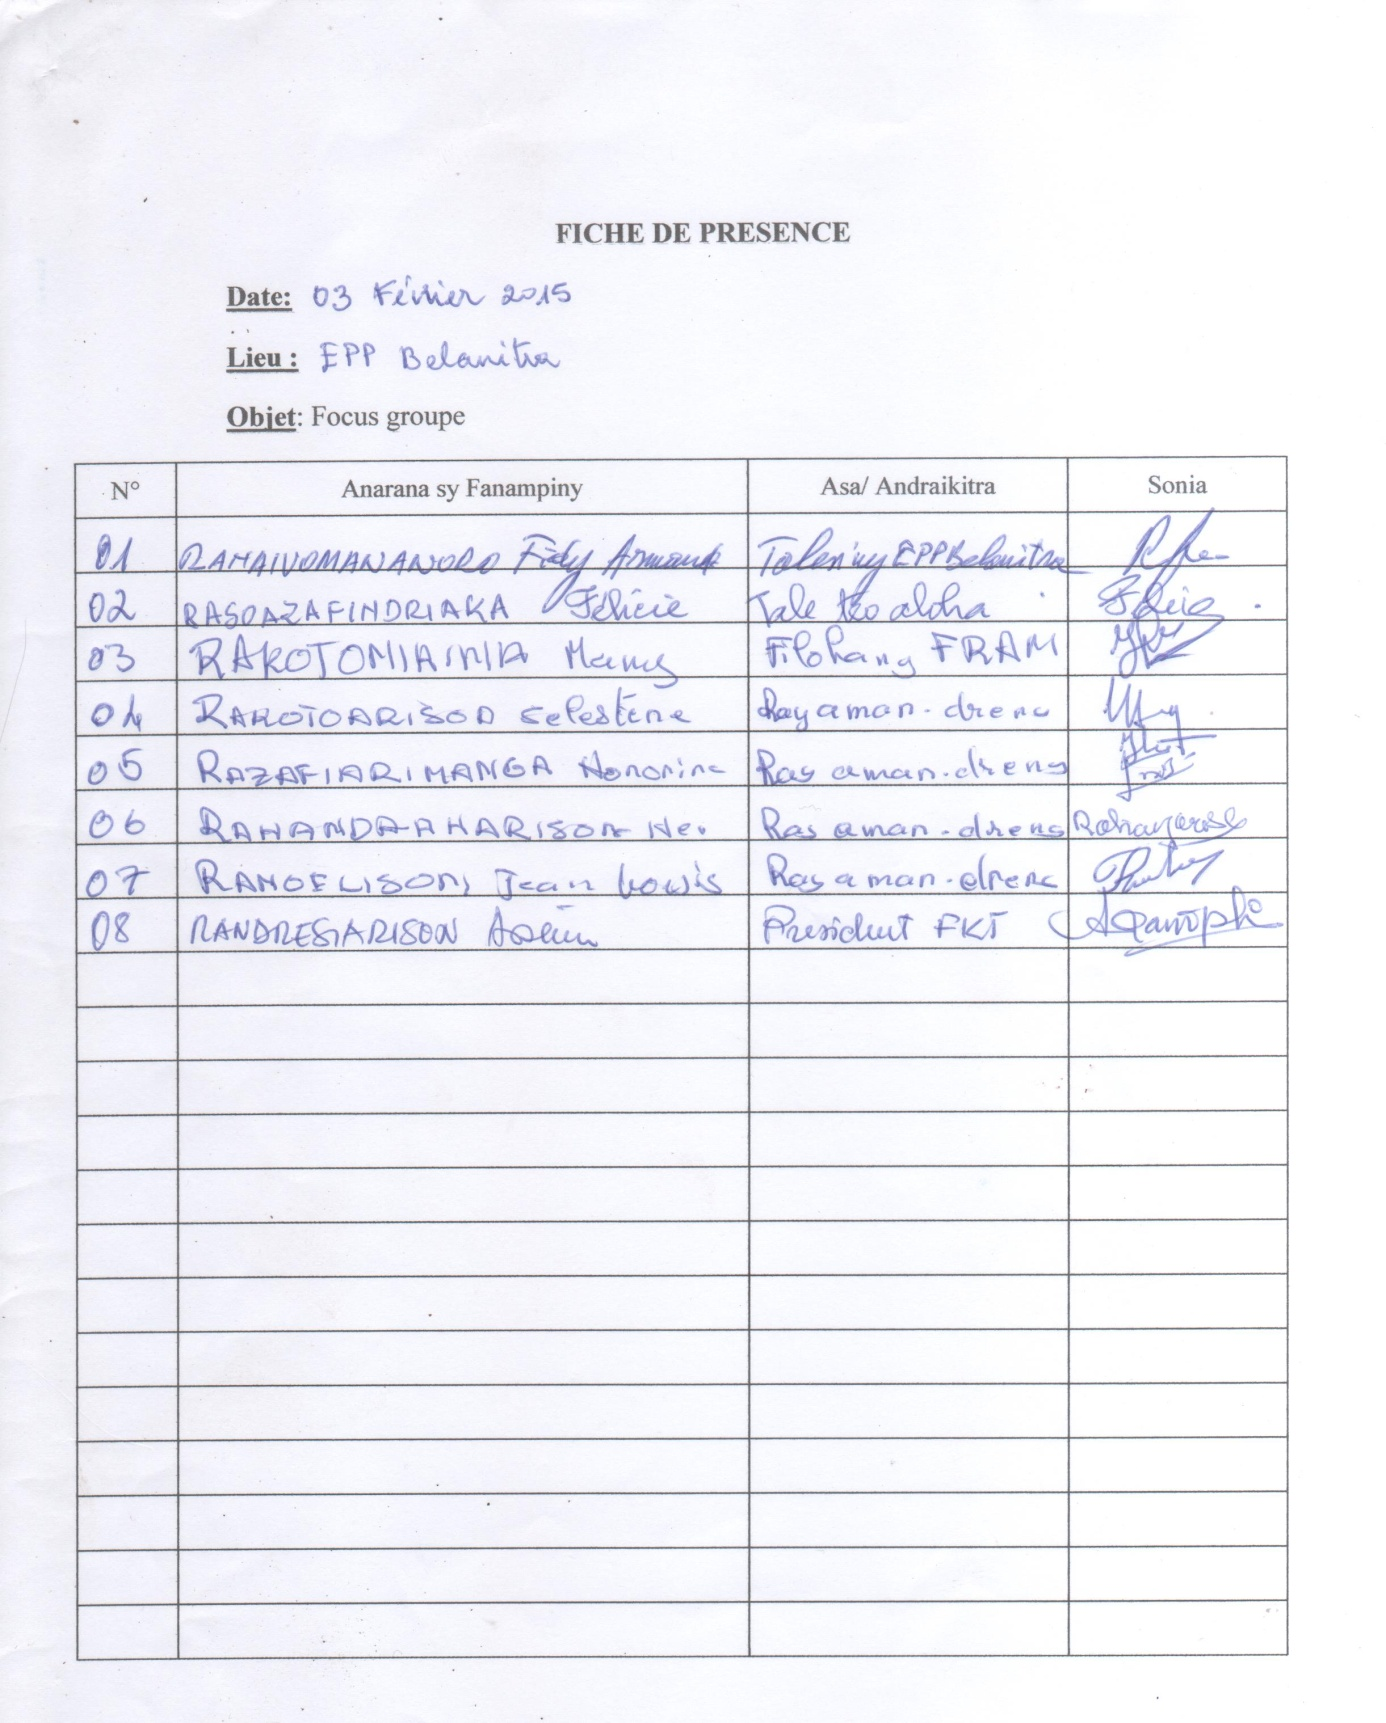 FICHE DE PRESENCE
Date: 03 Février 2015
Lieu : EPP Belanitra
Objet: Focus groupe
N° Anarana sy Fanampiny Asa/ Andraikitra Sonia
01 Fidy Armand Talen'ny EPP Belanitra
02 RASOAZAFINDRIAKA Félicie Tale teo aloha
03 RAKOTOMIAINA Mamy Filohany FRAM
04 RAKOTOARISOA Celestine Ray aman-dreny
05 RAZAFIARIMANGA Honorine Ray aman-dreny
06 Ray aman-dreny
07 RANOELISON, Jean Louis Ray aman-dreny
08 RANDRESIARISON President FKT